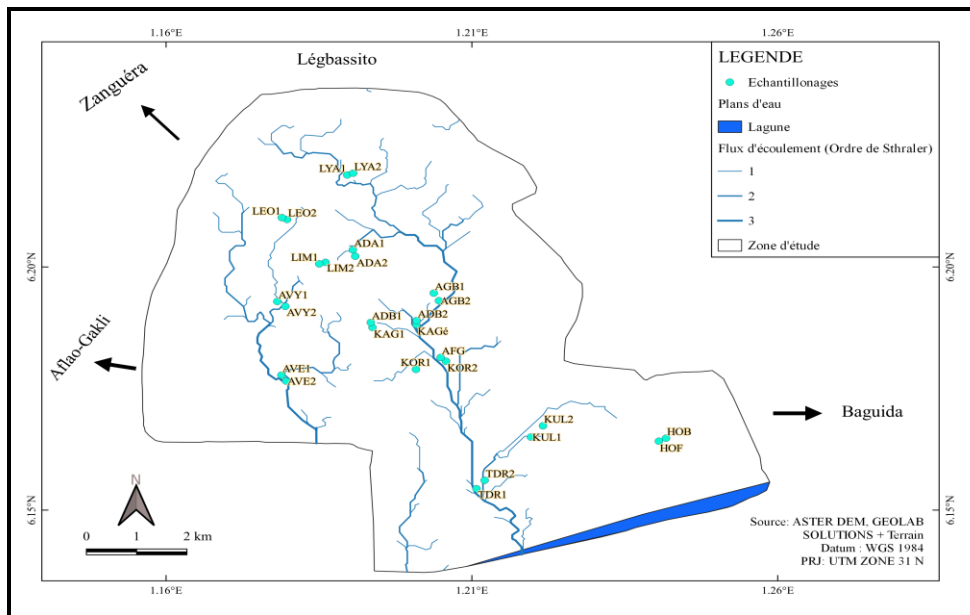 1.16°E
1.21°E
1.26°E
Légbassito
Zanguéra
LEGENDE
Echantillonages
Plans d'eau
Lagune
Flux d'écoulement (Ordre de Sthraler)
1
2
3
Zone d'étude
LYA1
LYA2
LEO1
LEO2
ADA1
ADA2
LIM1
LIM2
6.20°N
6.20°N
AGB1
AGB2
AVY1
AVY2
ADB1
ADB2
KAG1
KAGé
Aflao-Gakli
AFG
KOR1
KOR2
AVE1
AVE2
KUL2
KUL1
HOB
HOF
Baguida
TDR2
TDR1
6.15°N
6.15°N
N
0 1 2 km
Source: ASTER DEM, GEOLAB
SOLUTIONS + Terrain
Datum : WGS 1984
PRJ: UTM ZONE 31 N
1.16°E
1.21°E
1.26°E